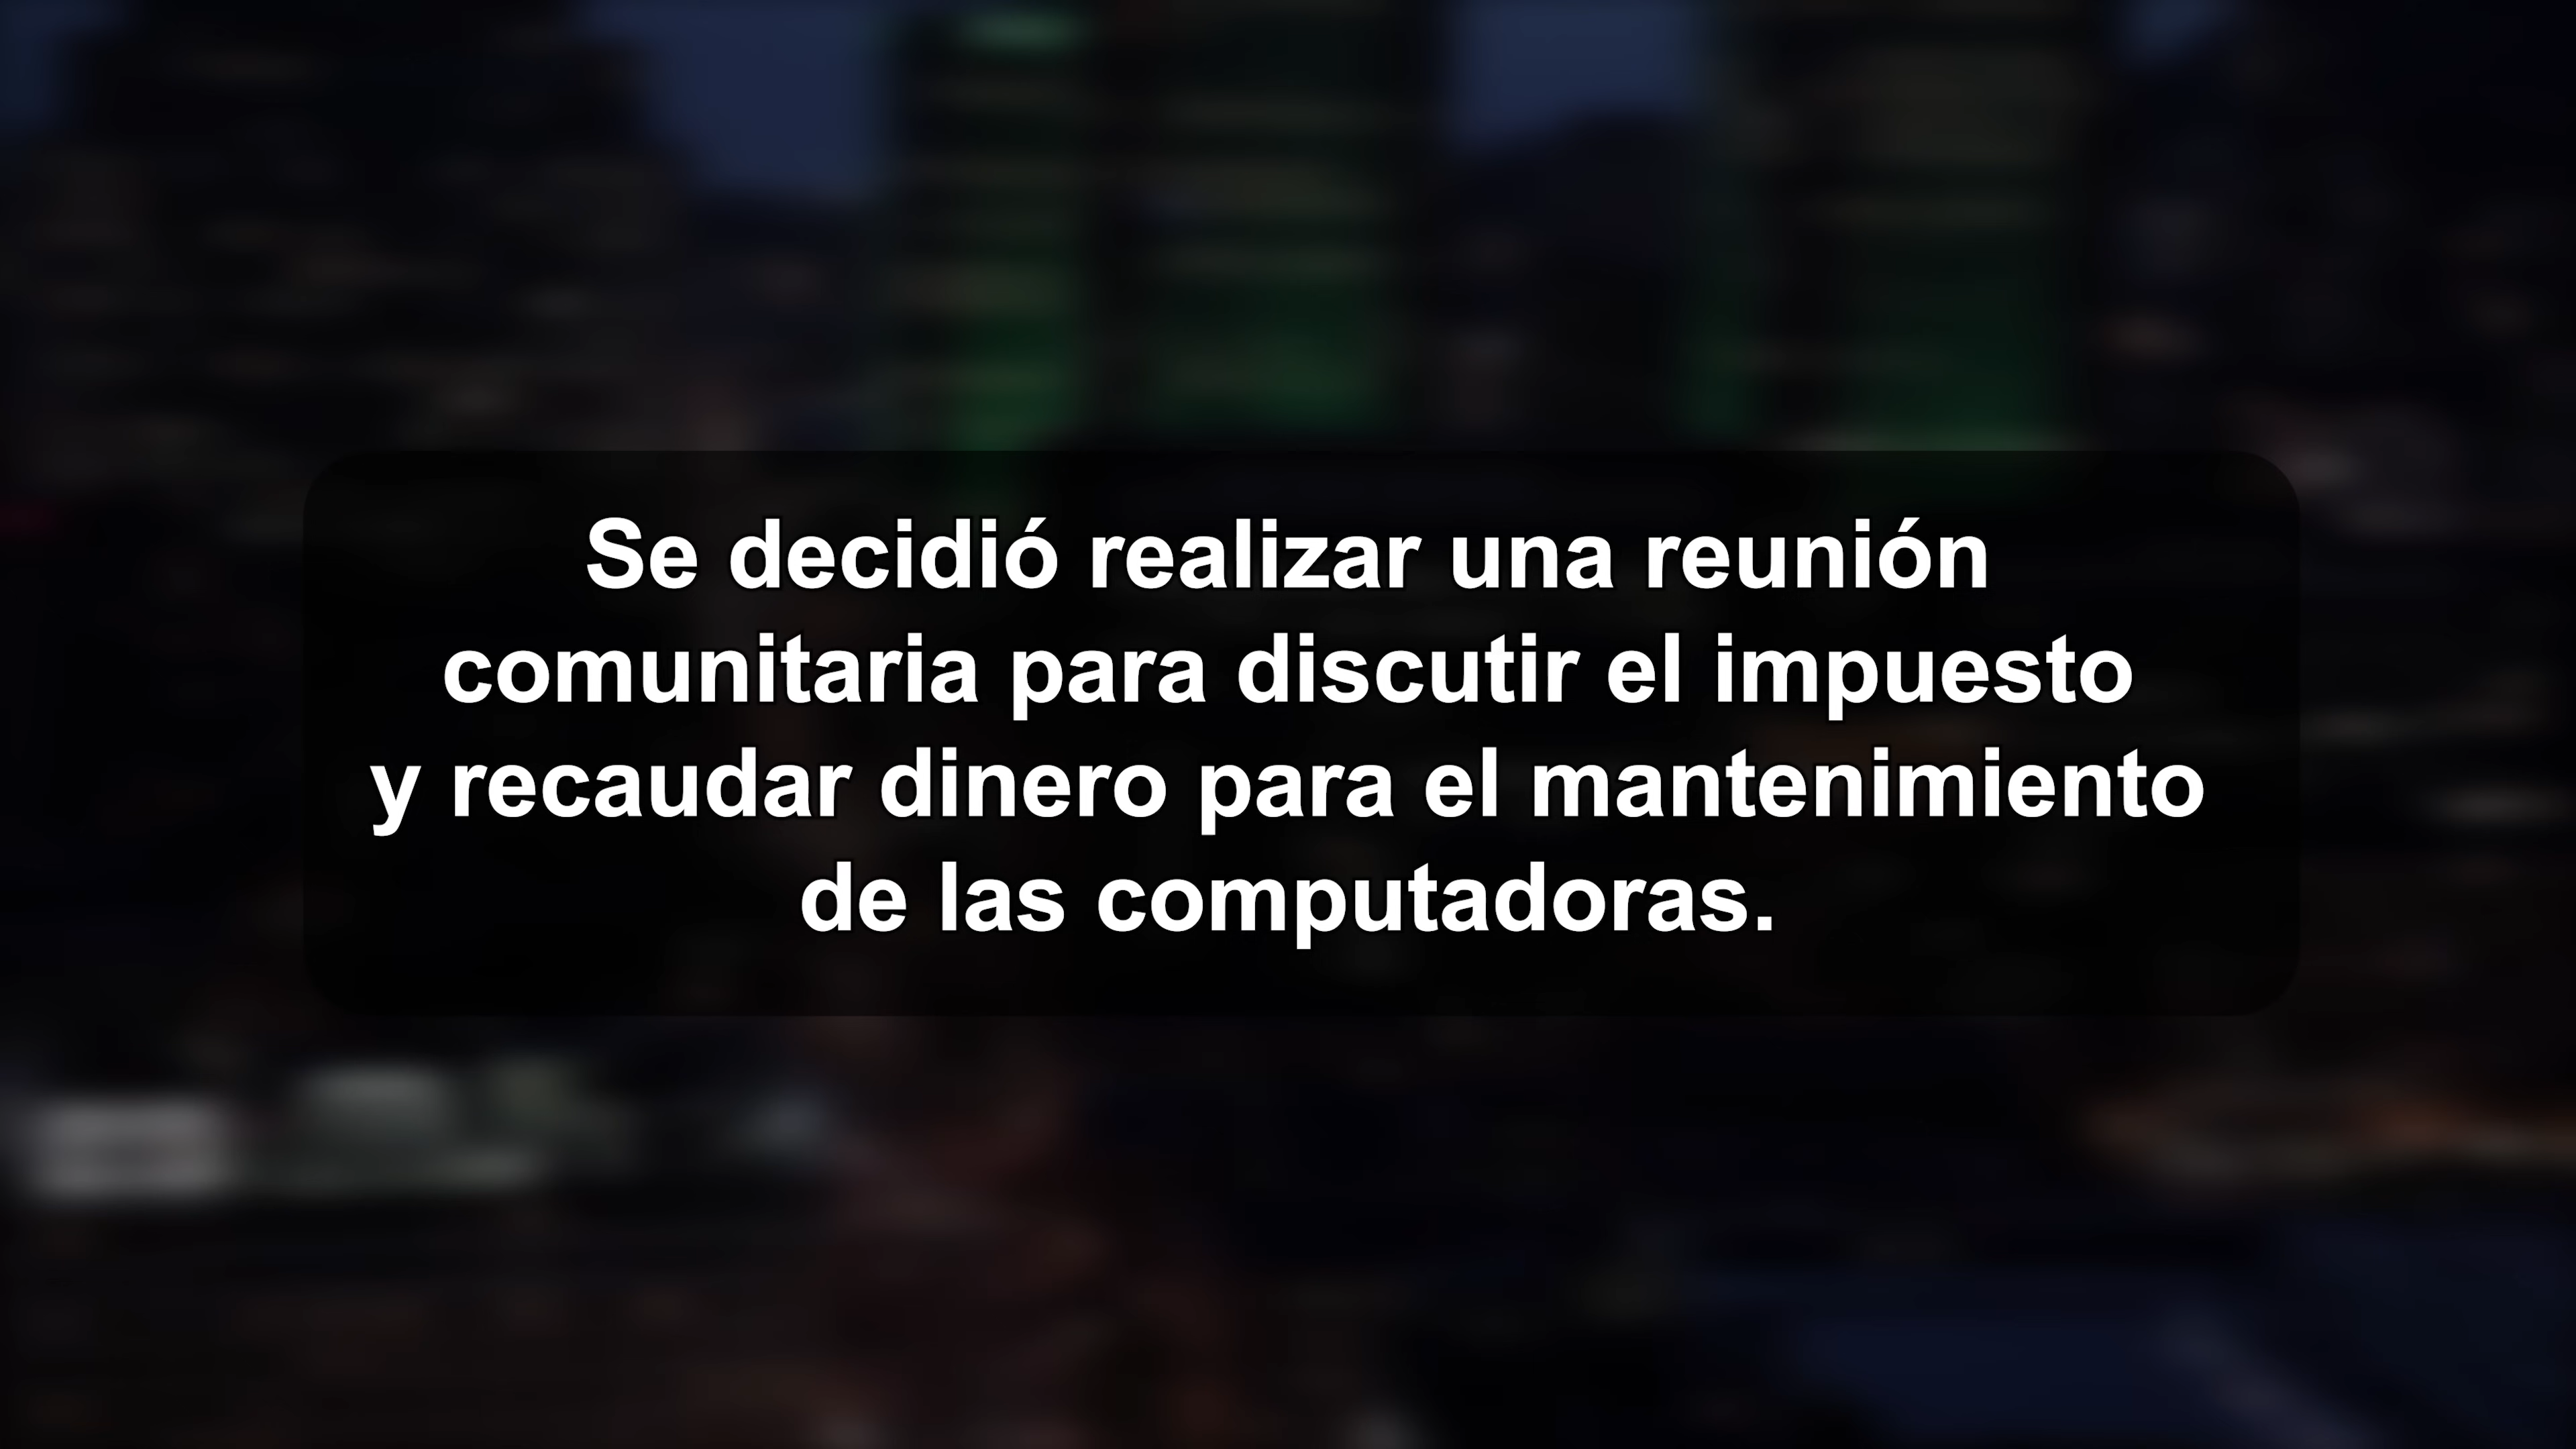 Se decidió realizar una reunión
comunitaria para discutir el impuesto
y recaudar dinero para el mantenimiento
de las computadoras.